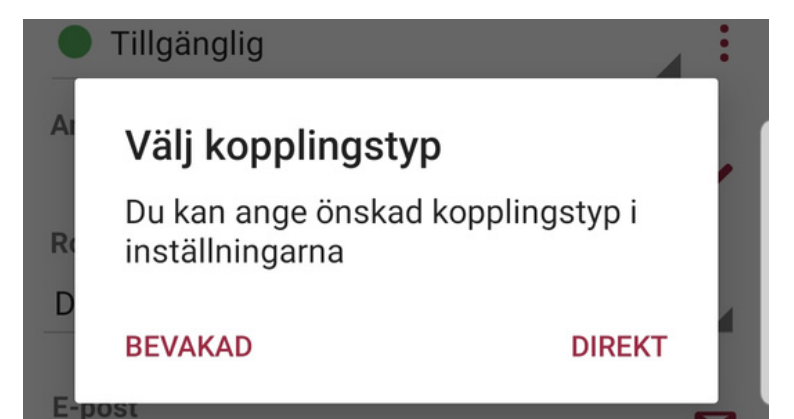 Tillgänglig
Välj kopplingstyp
Du kan ange önskad kopplingstyp i
inställningarna
BEVAKAD DIREKT
E-post